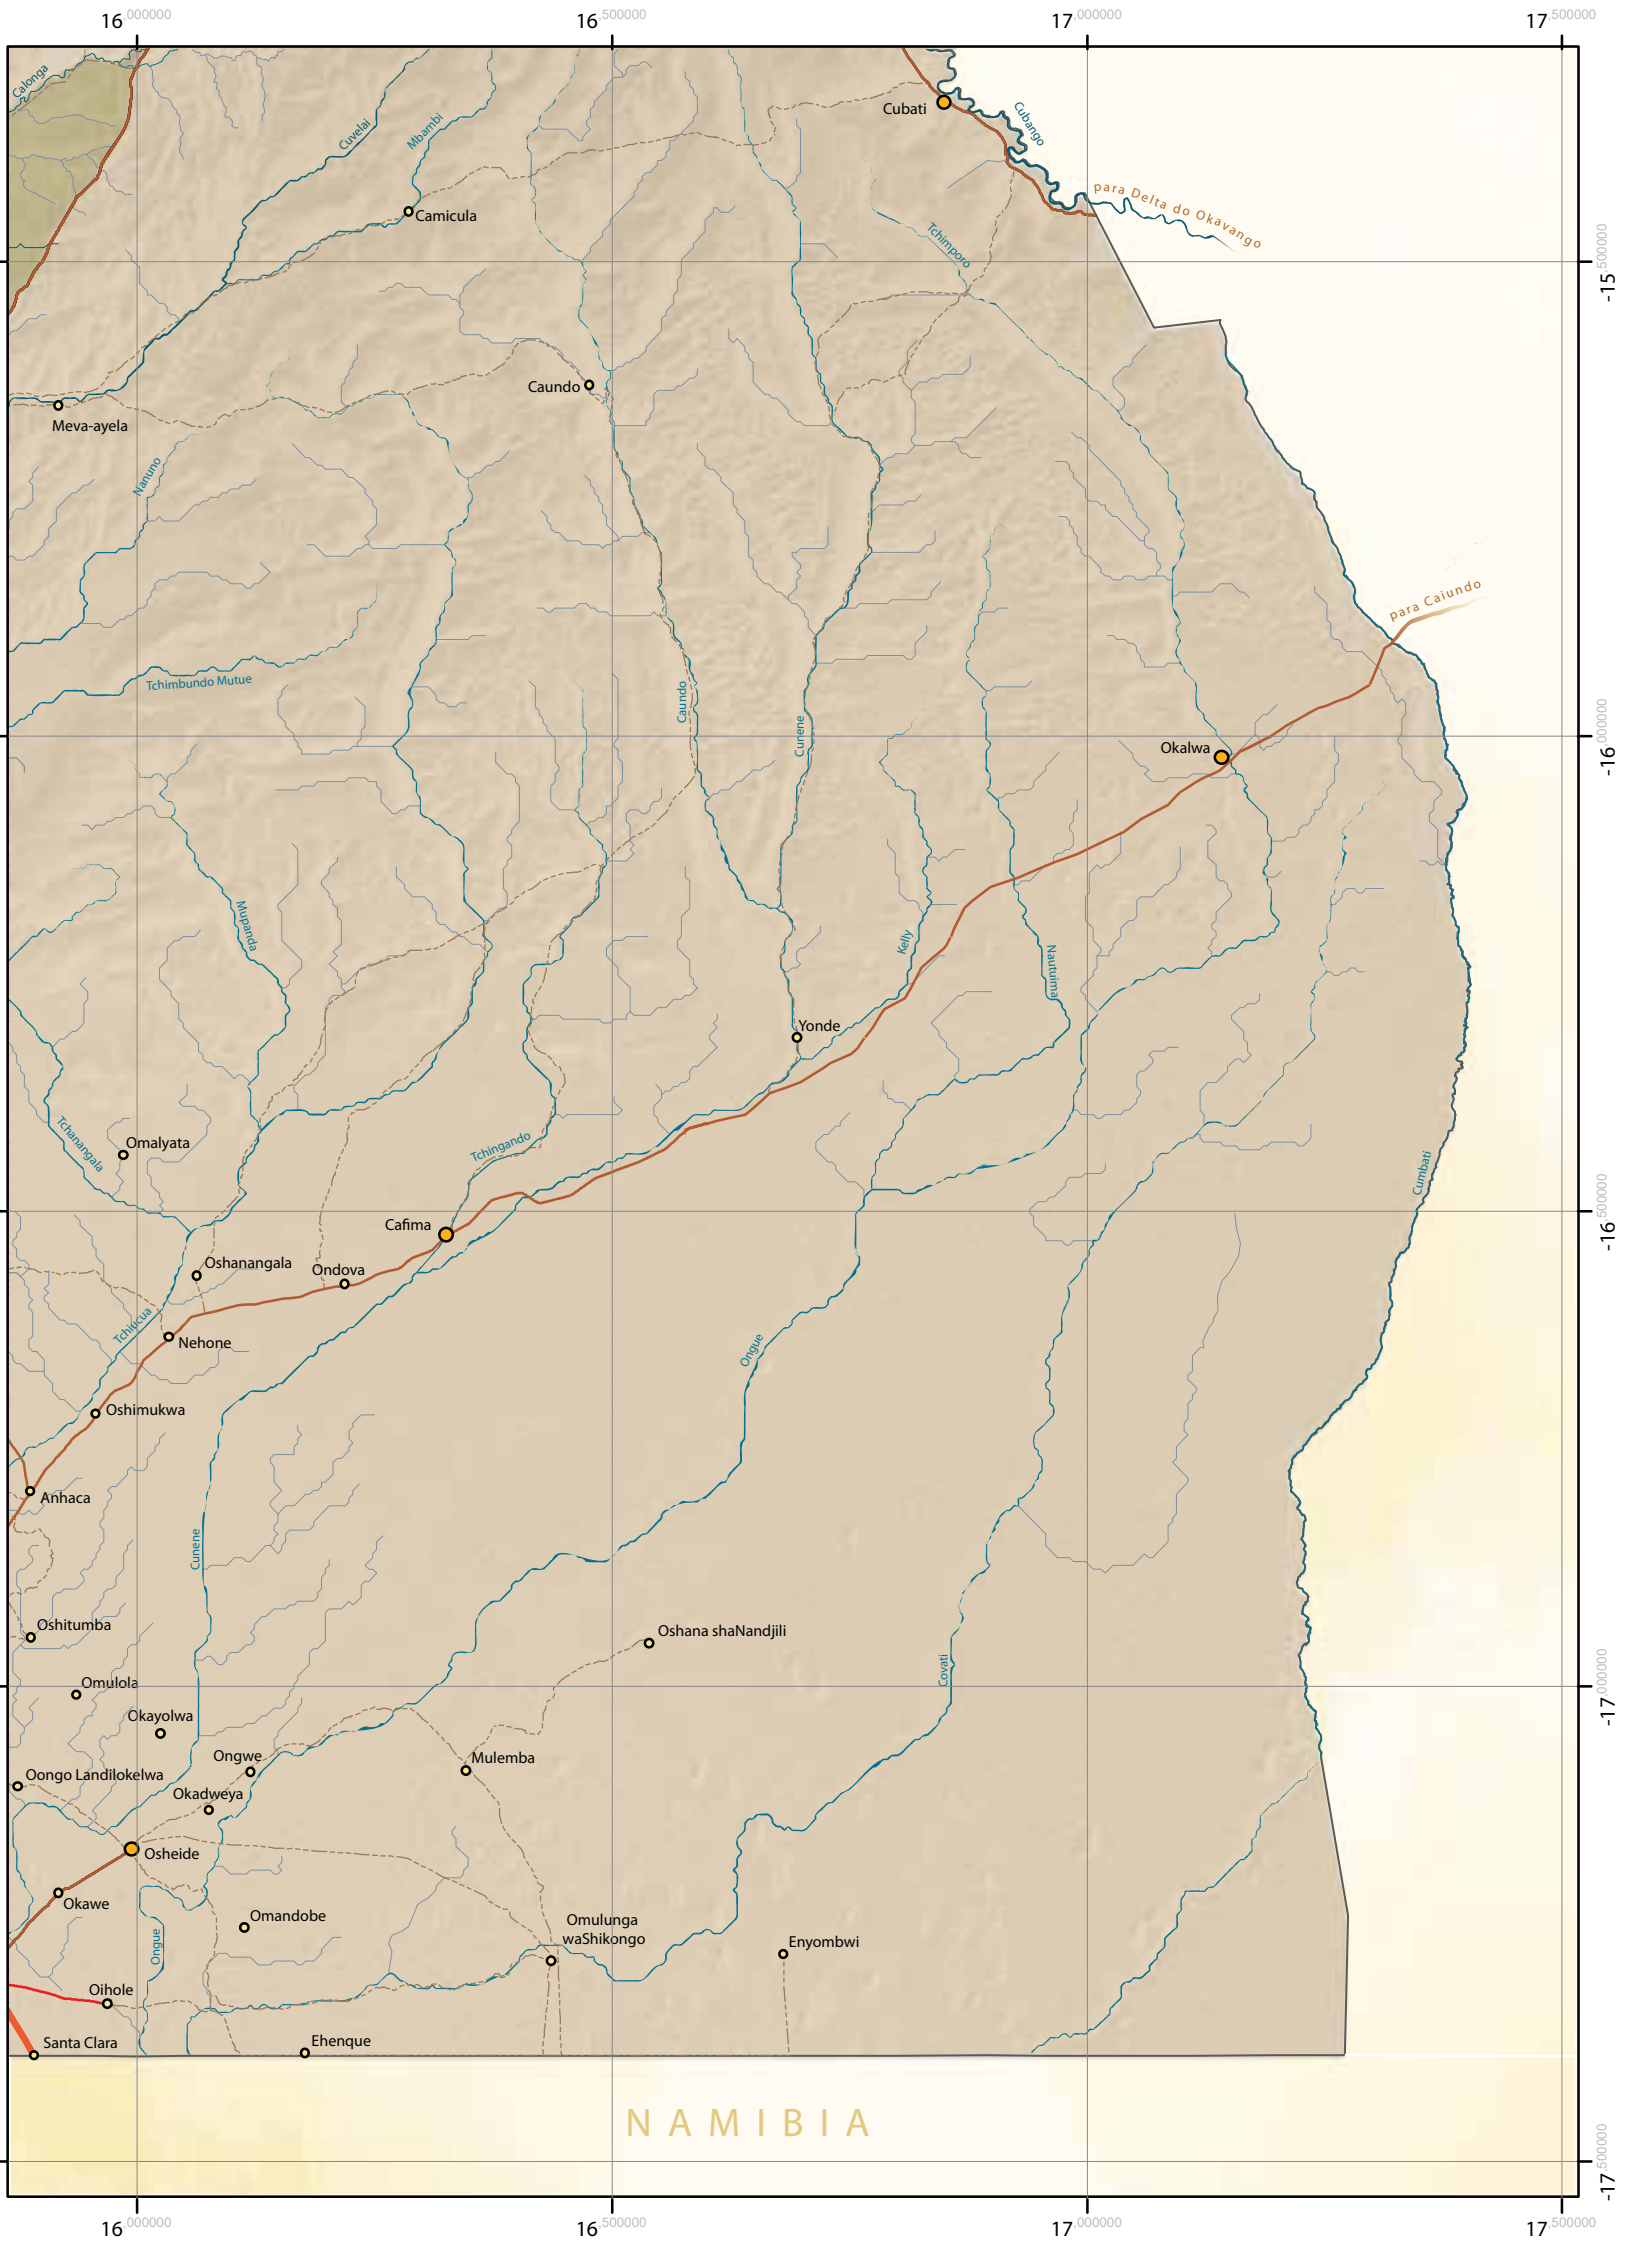 16,000000 16,500000 17,000000 17,500000
Calonga
Cuvelai
Mbambi
Cubati
Cubango
para Delta do Okavango
Camicula
Tchimporo
-15,500000
Caundo
Meva-ayela
Nanuno
para Caiundo
Tchimbundo Mutue
Caundo
Cunene
-16,000000
Okalwa
Mupanda
Kelly
Nautuima
Yonde
Tchanangala
Omalyata
Tchingando
Cumbati
-16,500000
Cafima
Oshanangala
Ondova
Tchiucua
Nehone
Ongue
Oshimukwa
Anhaca
Cunene
Oshitumba
Oshana shaNandjili
Covati
Omulola
-17,000000
Okayolwa
Ongwe
Mulemba
Oongo Landilokelwa
Okadweya
Osheide
Okawe
Omandobe
Omulunga
waShikongo
Ongue
Enyombwi
Oihole
Santa Clara
Ehenque
NAMIBIA
-17,500000
16,000000 16,500000 17,000000 17,500000